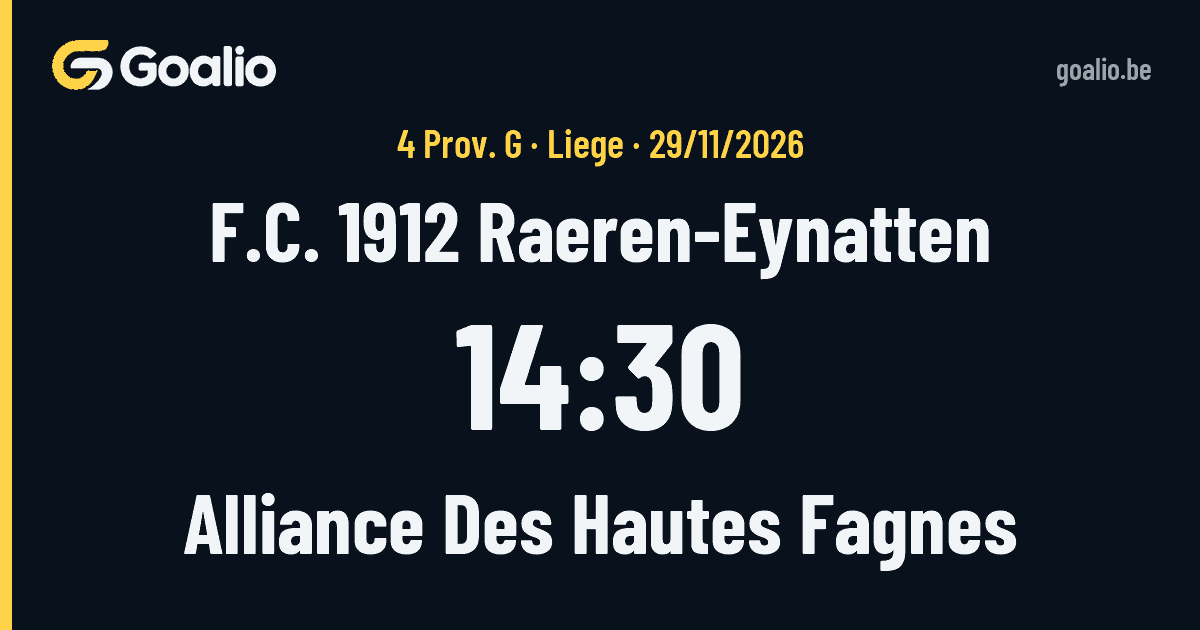 Goalio
goalio.be
4 Prov. G · Liege · 29/11/2026
F.C. 1912 Raeren-Eynatten
14:30
Alliance Des Hautes Fagnes